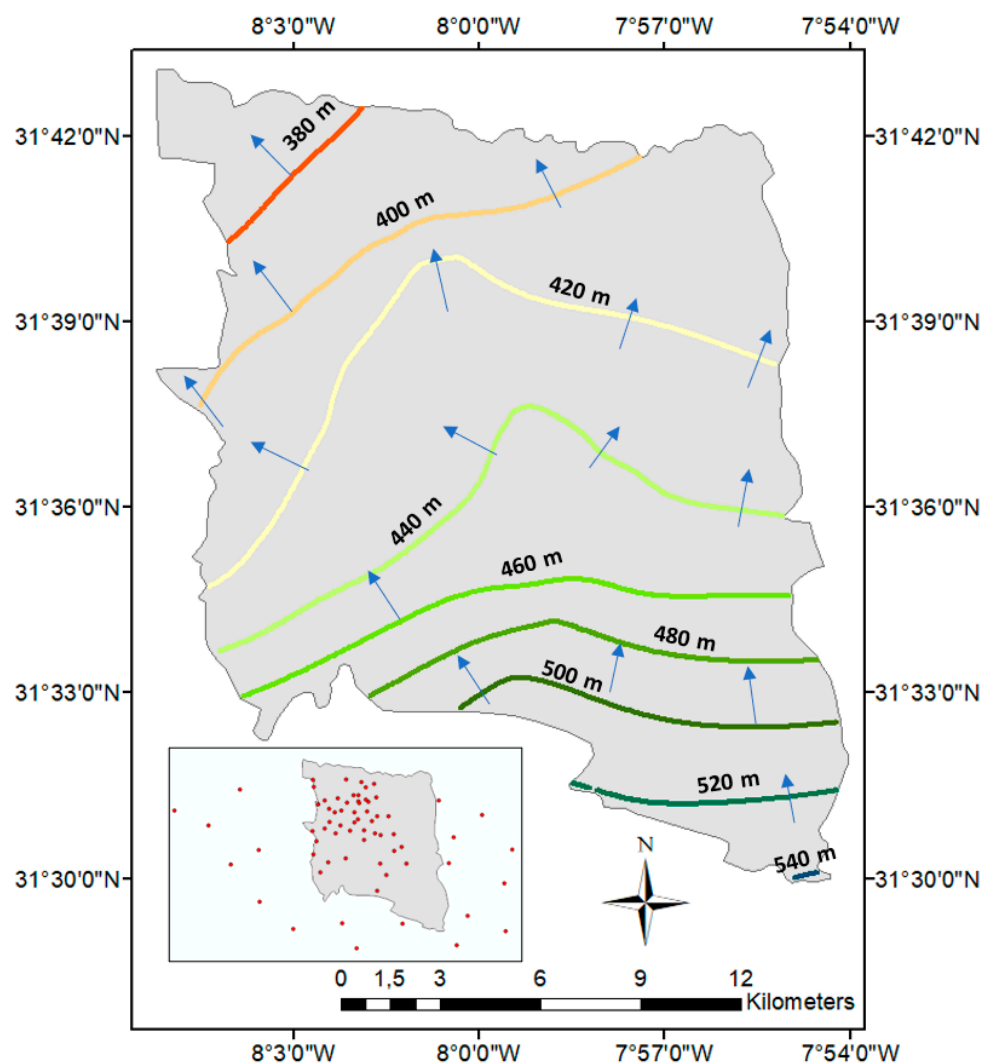 8°3'0"W 8°0'0"W 7°57'0"W 7°54'0"W
31°42'0"N 380 m 31°42'0"N
400 m
31°39'0"N 420 m 31°39'0"N
31°36'0"N 440 m 31°36'0"N
460 m
480 m
31°33'0"N 500 m 31°33'0"N
520 m
540 m
31°30'0"N N 31°30'0"N
0 1,5 3 6 9 12
Kilometers
8°3'0"W 8°0'0"W 7°57'0"W 7°54'0"W